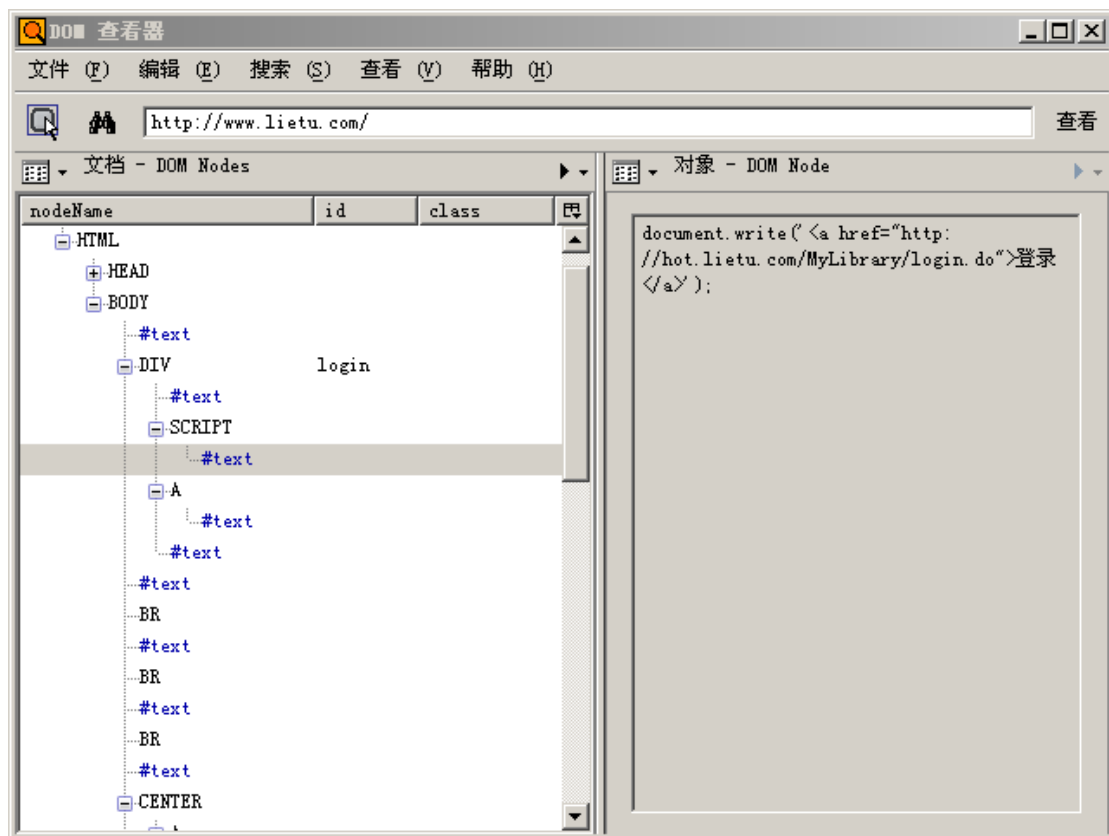 DOM 查看器
文件 (F) 编辑 (E) 搜索 (S) 查看 (V) 帮助 (H)
http://www.lietu.com/ 查看
文档 - DOM Nodes
对象 - DOM Node
nodeName id class
HTML
HEAD
BODY
#text
DIV login
#text
SCRIPT
#text
A
#text
#text
#text
BR
#text
BR
#text
BR
#text
CENTER
A
document.write('<a href="http:
//hot.lietu.com/MyLibrary/login.do">登录
</a>');